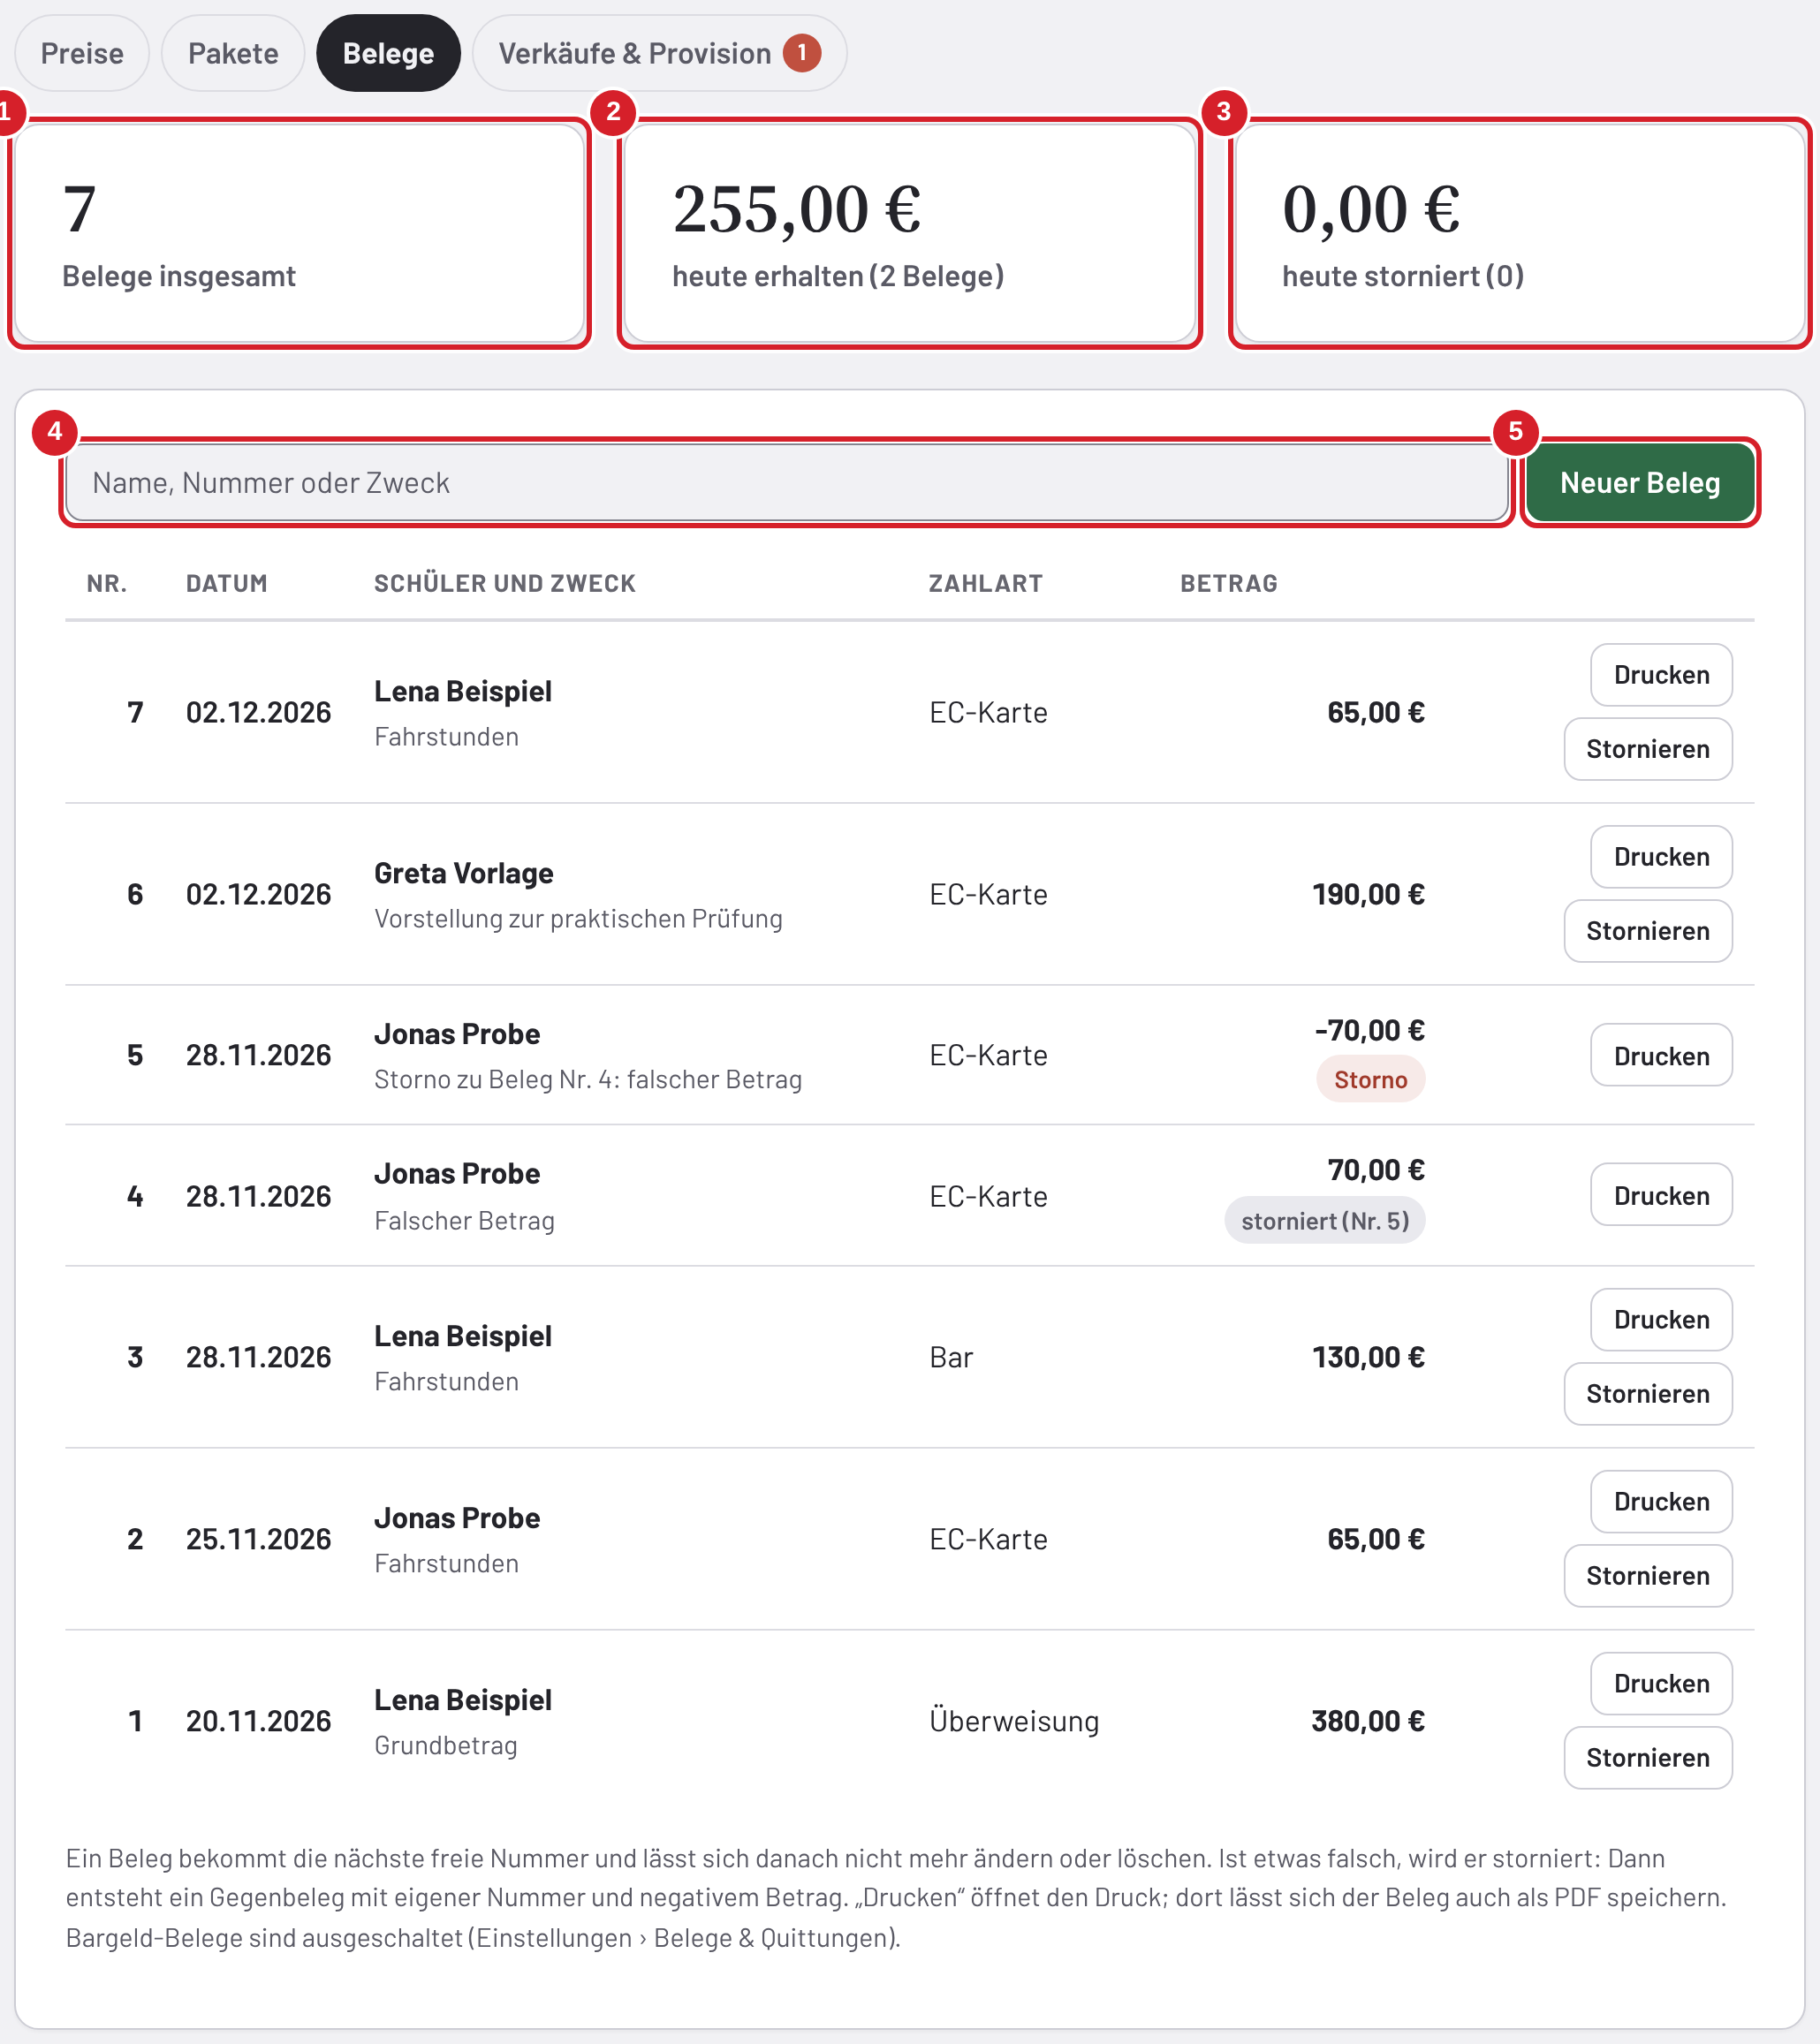 Preise
Pakete
Belege
Verkäufe & Provision 1
1
7
Belege insgesamt
2
255,00 €
heute erhalten (2 Belege)
3
0,00 €
heute storniert (0)
4
Name, Nummer oder Zweck
5
Neuer Beleg
NR. DATUM SCHÜLER UND ZWECK ZAHLART BETRAG
7 02.12.2026 Lena Beispiel EC-Karte 65,00 € Drucken
Fahrstunden Stornieren
6 02.12.2026 Greta Vorlage EC-Karte 190,00 € Drucken
Vorstellung zur praktischen Prüfung Stornieren
5 28.11.2026 Jonas Probe EC-Karte -70,00 € Drucken
Storno zu Beleg Nr. 4: falscher Betrag Storno
4 28.11.2026 Jonas Probe EC-Karte 70,00 € Drucken
Falscher Betrag storniert (Nr. 5)
3 28.11.2026 Lena Beispiel Bar 130,00 € Drucken
Fahrstunden Stornieren
2 25.11.2026 Jonas Probe EC-Karte 65,00 € Drucken
Fahrstunden Stornieren
1 20.11.2026 Lena Beispiel Überweisung 380,00 € Drucken
Grundbetrag Stornieren
Ein Beleg bekommt die nächste freie Nummer und lässt sich danach nicht mehr ändern oder löschen. Ist etwas falsch, wird er storniert: Dann
entsteht ein Gegenbeleg mit eigener Nummer und negativem Betrag. „Drucken“ öffnet den Druck; dort lässt sich der Beleg auch als PDF speichern.
Bargeld-Belege sind ausgeschaltet (Einstellungen › Belege & Quittungen).